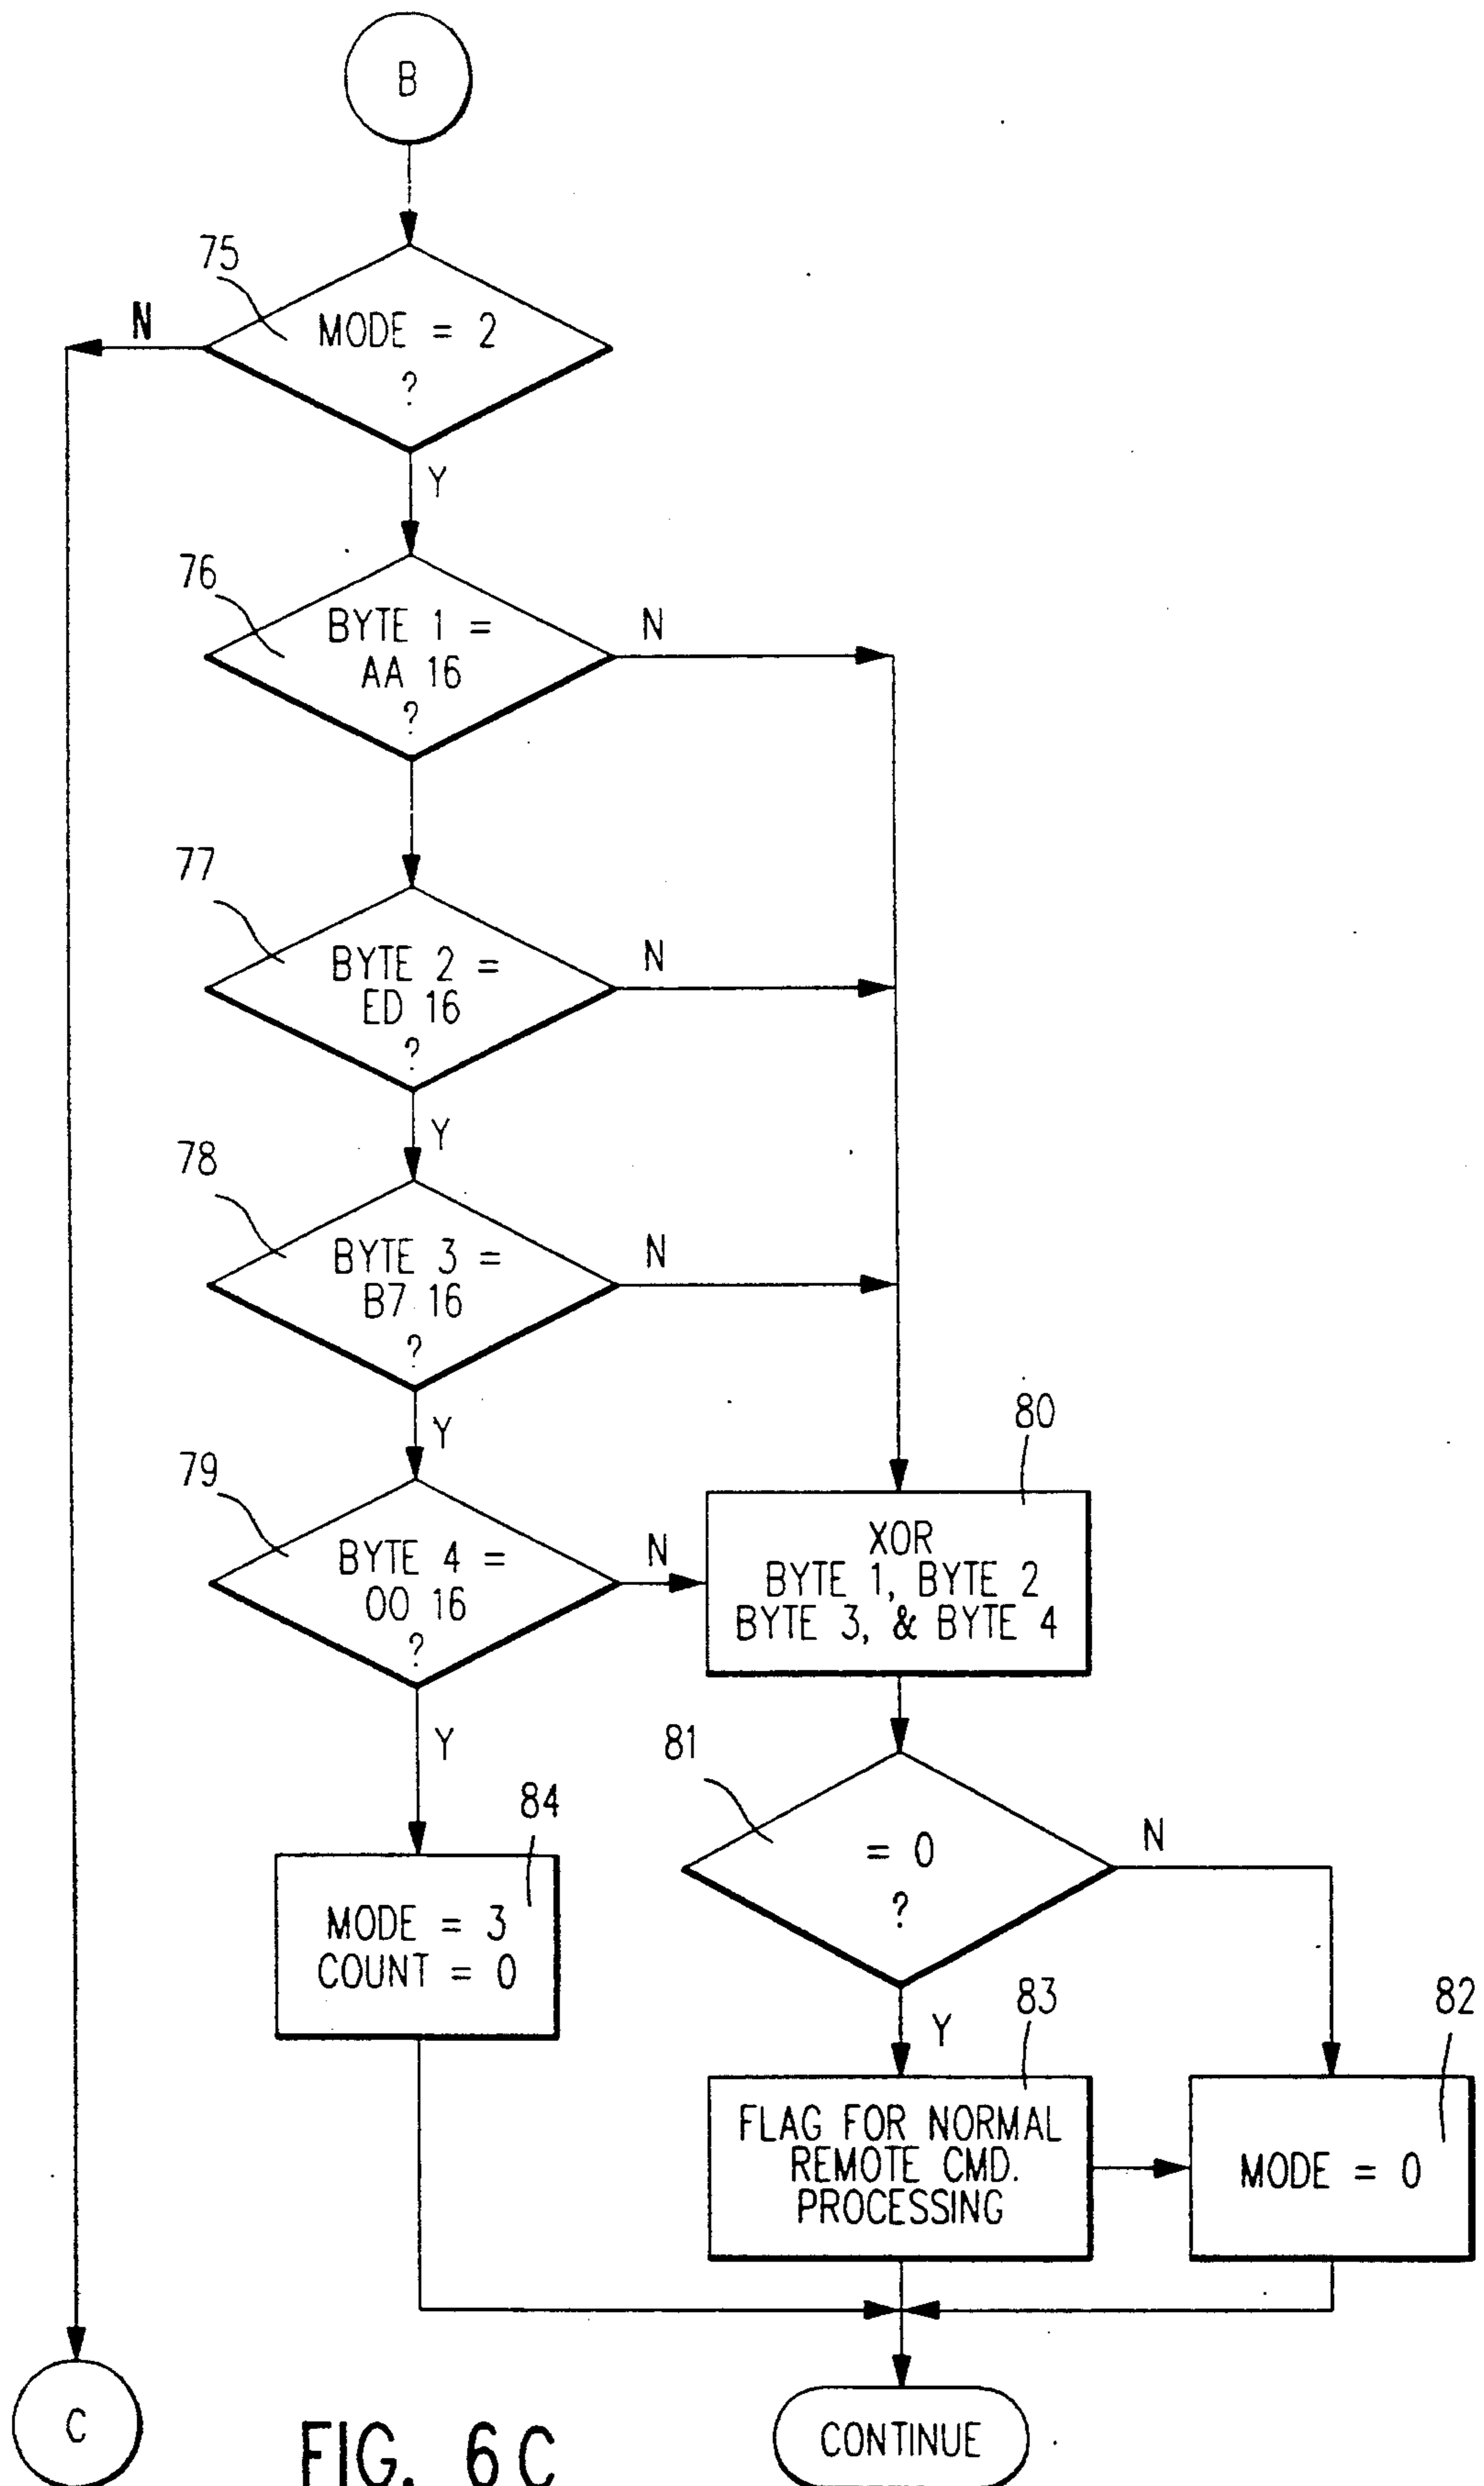 B
75
N
MODE = 2
?
Y
76
BYTE 1 =
AA 16
?
N
77
BYTE 2 =
ED 16
?
N
Y
78
BYTE 3 =
B7 16
?
N
Y
79
BYTE 4 =
00 16
?
N
80
XOR
BYTE 1, BYTE 2
BYTE 3, & BYTE 4
Y
81
= 0
?
N
84
MODE = 3
COUNT = 0
Y
83
FLAG FOR NORMAL
REMOTE CMD.
PROCESSING
82
MODE = 0
C
CONTINUE
FIG. 6C